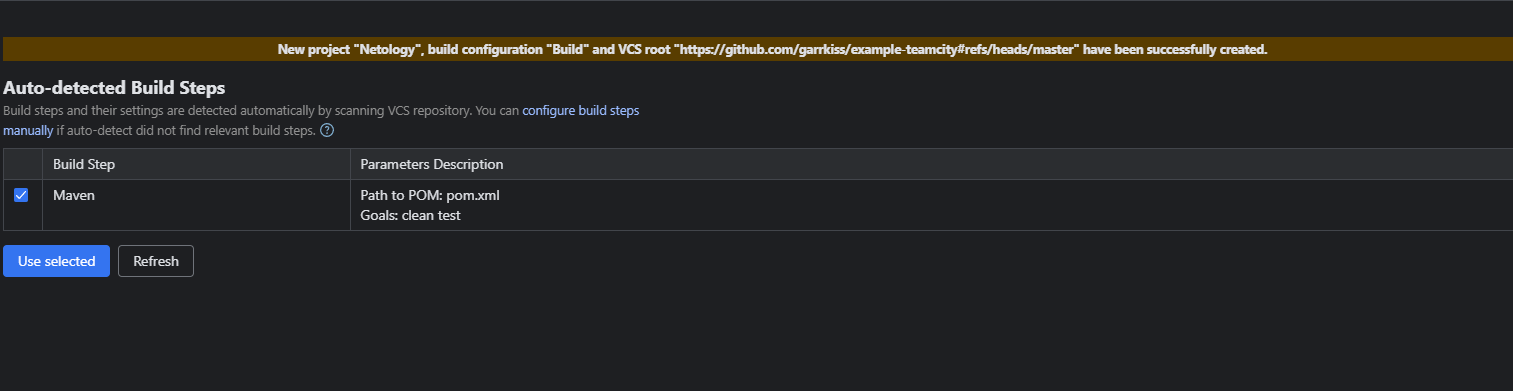 New project "Netology", build configuration "Build" and VCS root "https://github.com/garrkiss/example-teamcity#refs/heads/master" have been successfully created.
Auto-detected Build Steps
Build steps and their settings are detected automatically by scanning VCS repository. You can configure build steps
manually if auto-detect did not find relevant build steps. ?
Build Step Parameters Description
Maven Path to POM: pom.xml
Goals: clean test
Use selected Refresh